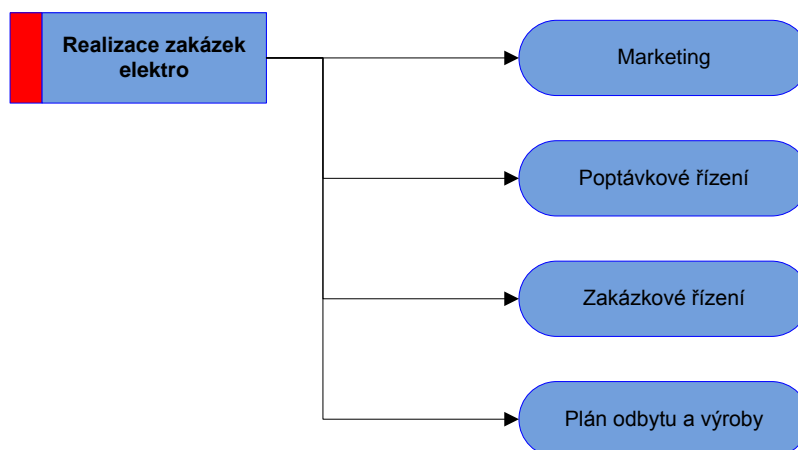 Realizace zakázek
elektro
Marketing
Poptávkové řízení
Zakázkové řízení
Plán odbytu a výroby